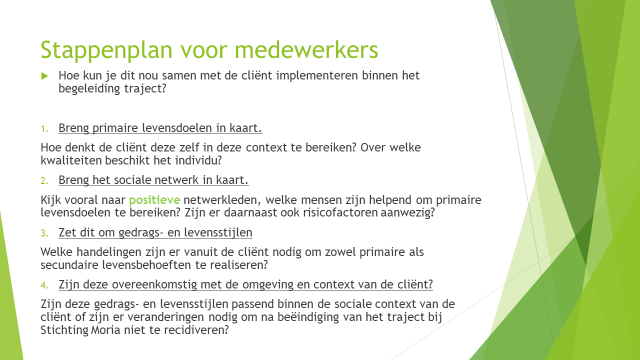 Stappenplan voor medewerkers
Hoe kun je dit nou samen met de cliënt implementeren binnen het
begeleiding traject?
1. Breng primaire levensdoelen in kaart.
Hoe denkt de cliënt deze zelf in deze context te bereiken? Over welke
kwaliteiten beschikt het individu?
2. Breng het sociale netwerk in kaart.
Kijk vooral naar positieve netwerkleden, welke mensen zijn helpend om primaire
levensdoelen te bereiken? Zijn er daarnaast ook risicofactoren aanwezig?
3. Zet dit om gedrags- en levensstijlen
Welke handelingen zijn er vanuit de cliënt nodig om zowel primaire als
secundaire levensbehoeften te realiseren?
4. Zijn deze overeenkomstig met de omgeving en context van de cliënt?
Zijn deze gedrags- en levensstijlen passend binnen de sociale context van de
cliënt of zijn er veranderingen nodig om na beëindiging van het traject bij
Stichting Moria niet te recidiveren?